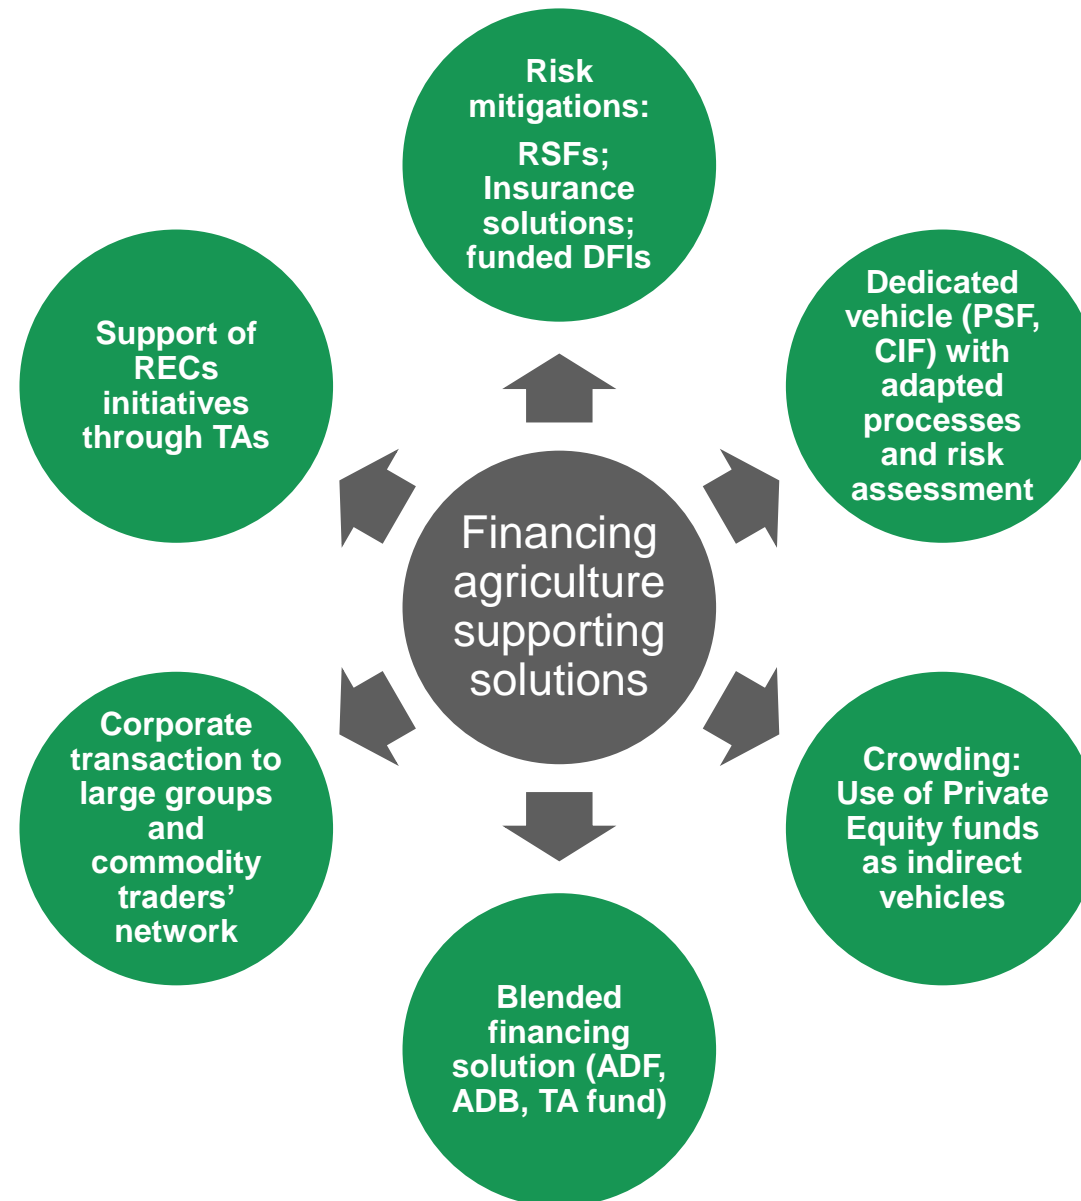 Risk
mitigations:
RSFs;
Insurance
solutions;
funded DFIs
Dedicated
vehicle (PSF,
CIF) with
adapted
processes
and risk
assessment
Crowding:
Use of Private
Equity funds
as indirect
vehicles
Blended
financing
solution (ADF,
ADB, TA fund)
Corporate
transaction to
large groups
and
commodity
traders’
network
Support of
RECs
initiatives
through TAs
Financing
agriculture
supporting
solutions